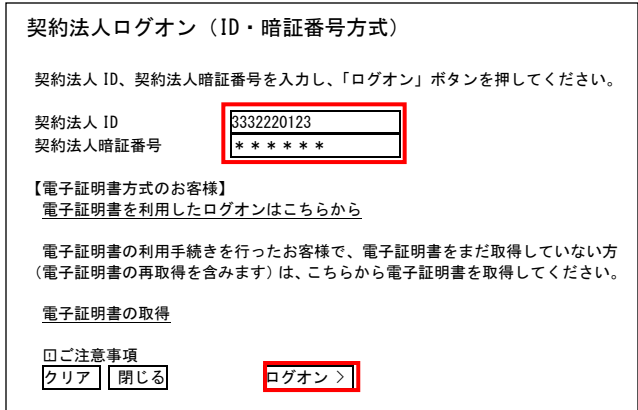 契約法人ログオン（ID・暗証番号方式）
契約法人 ID、契約法人暗証番号を入力し、「ログオン」ボタンを押してください。
契約法人 ID 3332220123
契約法人暗証番号 ＊＊＊＊＊＊
【電子証明書方式のお客様】
電子証明書を利用したログオンはこちらから
電子証明書の利用手続きを行ったお客様で、電子証明書をまだ取得していない方
（電子証明書の再取得を含みます）は、こちらから電子証明書を取得してください。
電子証明書の取得
ご注意事項
クリア 閉じる ログオン 〉